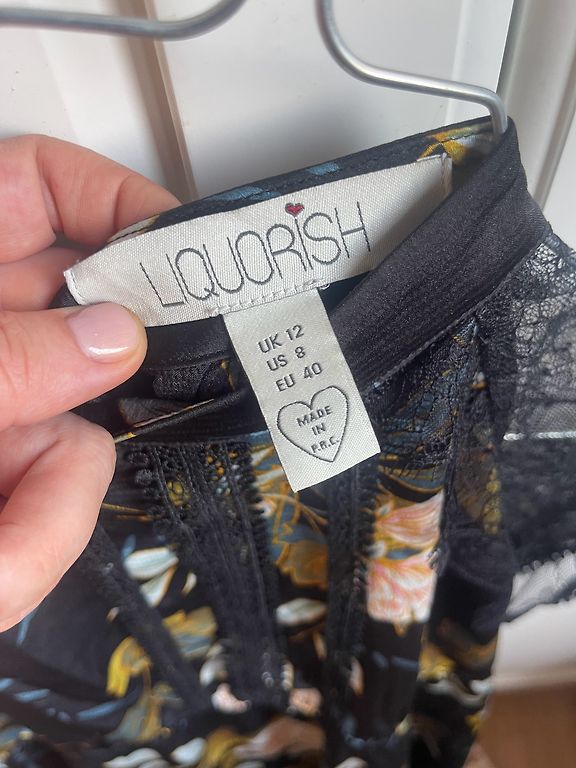 LIQUORiSH
UK 12
US 8
EU 40
MADE
IN
P.R.C.